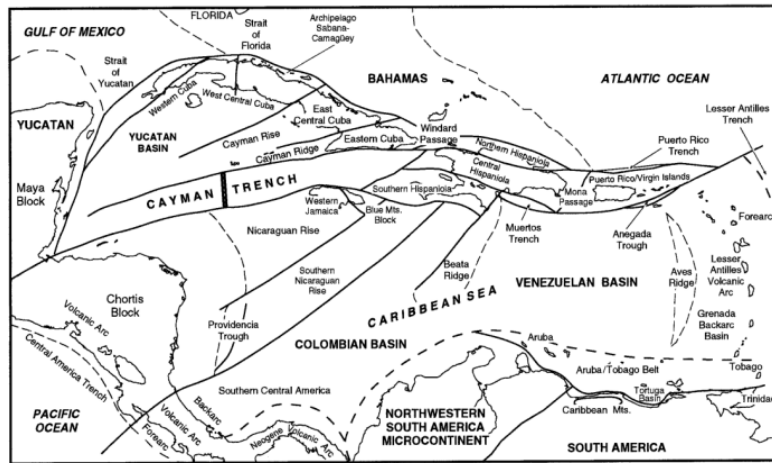 FLORIDA
GULF OF MEXICO
Strait
of
Florida
Archipelago
Sabana-
Camagüey
Strait
of
Yucatan
BAHAMAS
ATLANTIC OCEAN
Western Cuba
West Central Cuba
East
Central Cuba
Lesser Antilles
Trench
YUCATAN
YUCATAN
BASIN
Cayman Rise
Eastern Cuba
Windard
Passage
Northern Hispaniola
Puerto Rico
Trench
Cayman Ridge
Central
Hispaniola
Puerto Rico/Virgin Islands
Maya
Block
CAYMAN TRENCH
Southern Hispaniola
Mona
Passage
Western
Jamaica
Blue Mts.
Block
Forearc
Nicaraguan Rise
Muertos
Trench
Anegada
Trough
Southern
Nicaraguan
Rise
Beata
Ridge
VENEZUELAN BASIN
Aves
Ridge
Lesser
Antilles
Volcanic
Arc
Chortis
Block
CARIBBEAN SEA
Grenada
Backarc
Basin
Volcanic Arc
Providencia
Trough
COLOMBIAN BASIN
Aruba
Central America Trench
Aruba/Tobago Belt
Tobago
Southern Central America
Tortuga
Basin
Trinidad
PACIFIC
OCEAN
Forearc
Volcanic Arc
Backarc
Neogene Volcanic Arc
NORTHWESTERN
SOUTH AMERICA
MICROCONTINENT
Caribbean Mts.
SOUTH AMERICA